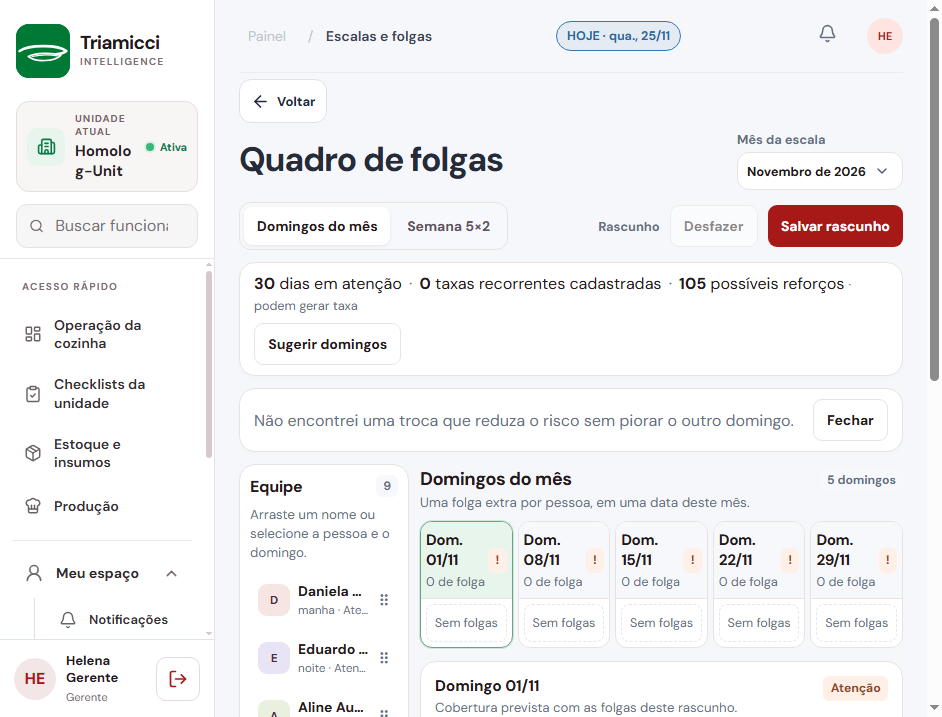 Triamicci
INTELLIGENCE
UNIDADE
ATUAL
Homolo
g-Unit
Ativa
Buscar funcion
ACESSO RÁPIDO
Operação da
cozinha
Checklists da
unidade
Estoque e
insumos
Produção
Meu espaço
Notificações
HE
Helena
Gerente
Gerente
Painel / Escalas e folgas
HOJE · qua., 25/11
HE
Voltar
Quadro de folgas
Mês da escala
Novembro de 2026
Domingos do mês
Semana 5×2
Rascunho
Desfazer
Salvar rascunho
30 dias em atenção · 0 taxas recorrentes cadastradas · 105 possíveis reforços ·
podem gerar taxa
Sugerir domingos
Não encontrei uma troca que reduza o risco sem piorar o outro domingo.
Fechar
Equipe
9
Arraste um nome ou
selecione a pessoa e o
domingo.
D
Daniela ...
manha · Ate...
E
Eduardo ...
noite · Aten...
A
Aline Au...
Domingos do mês
5 domingos
Uma folga extra por pessoa, em uma data deste mês.
Dom.
01/11
!
0 de folga
Sem folgas
Dom.
08/11
!
0 de folga
Sem folgas
Dom.
15/11
!
0 de folga
Sem folgas
Dom.
22/11
!
0 de folga
Sem folgas
Dom.
29/11
!
0 de folga
Sem folgas
Domingo 01/11
Atenção
Cobertura prevista com as folgas deste rascunho.